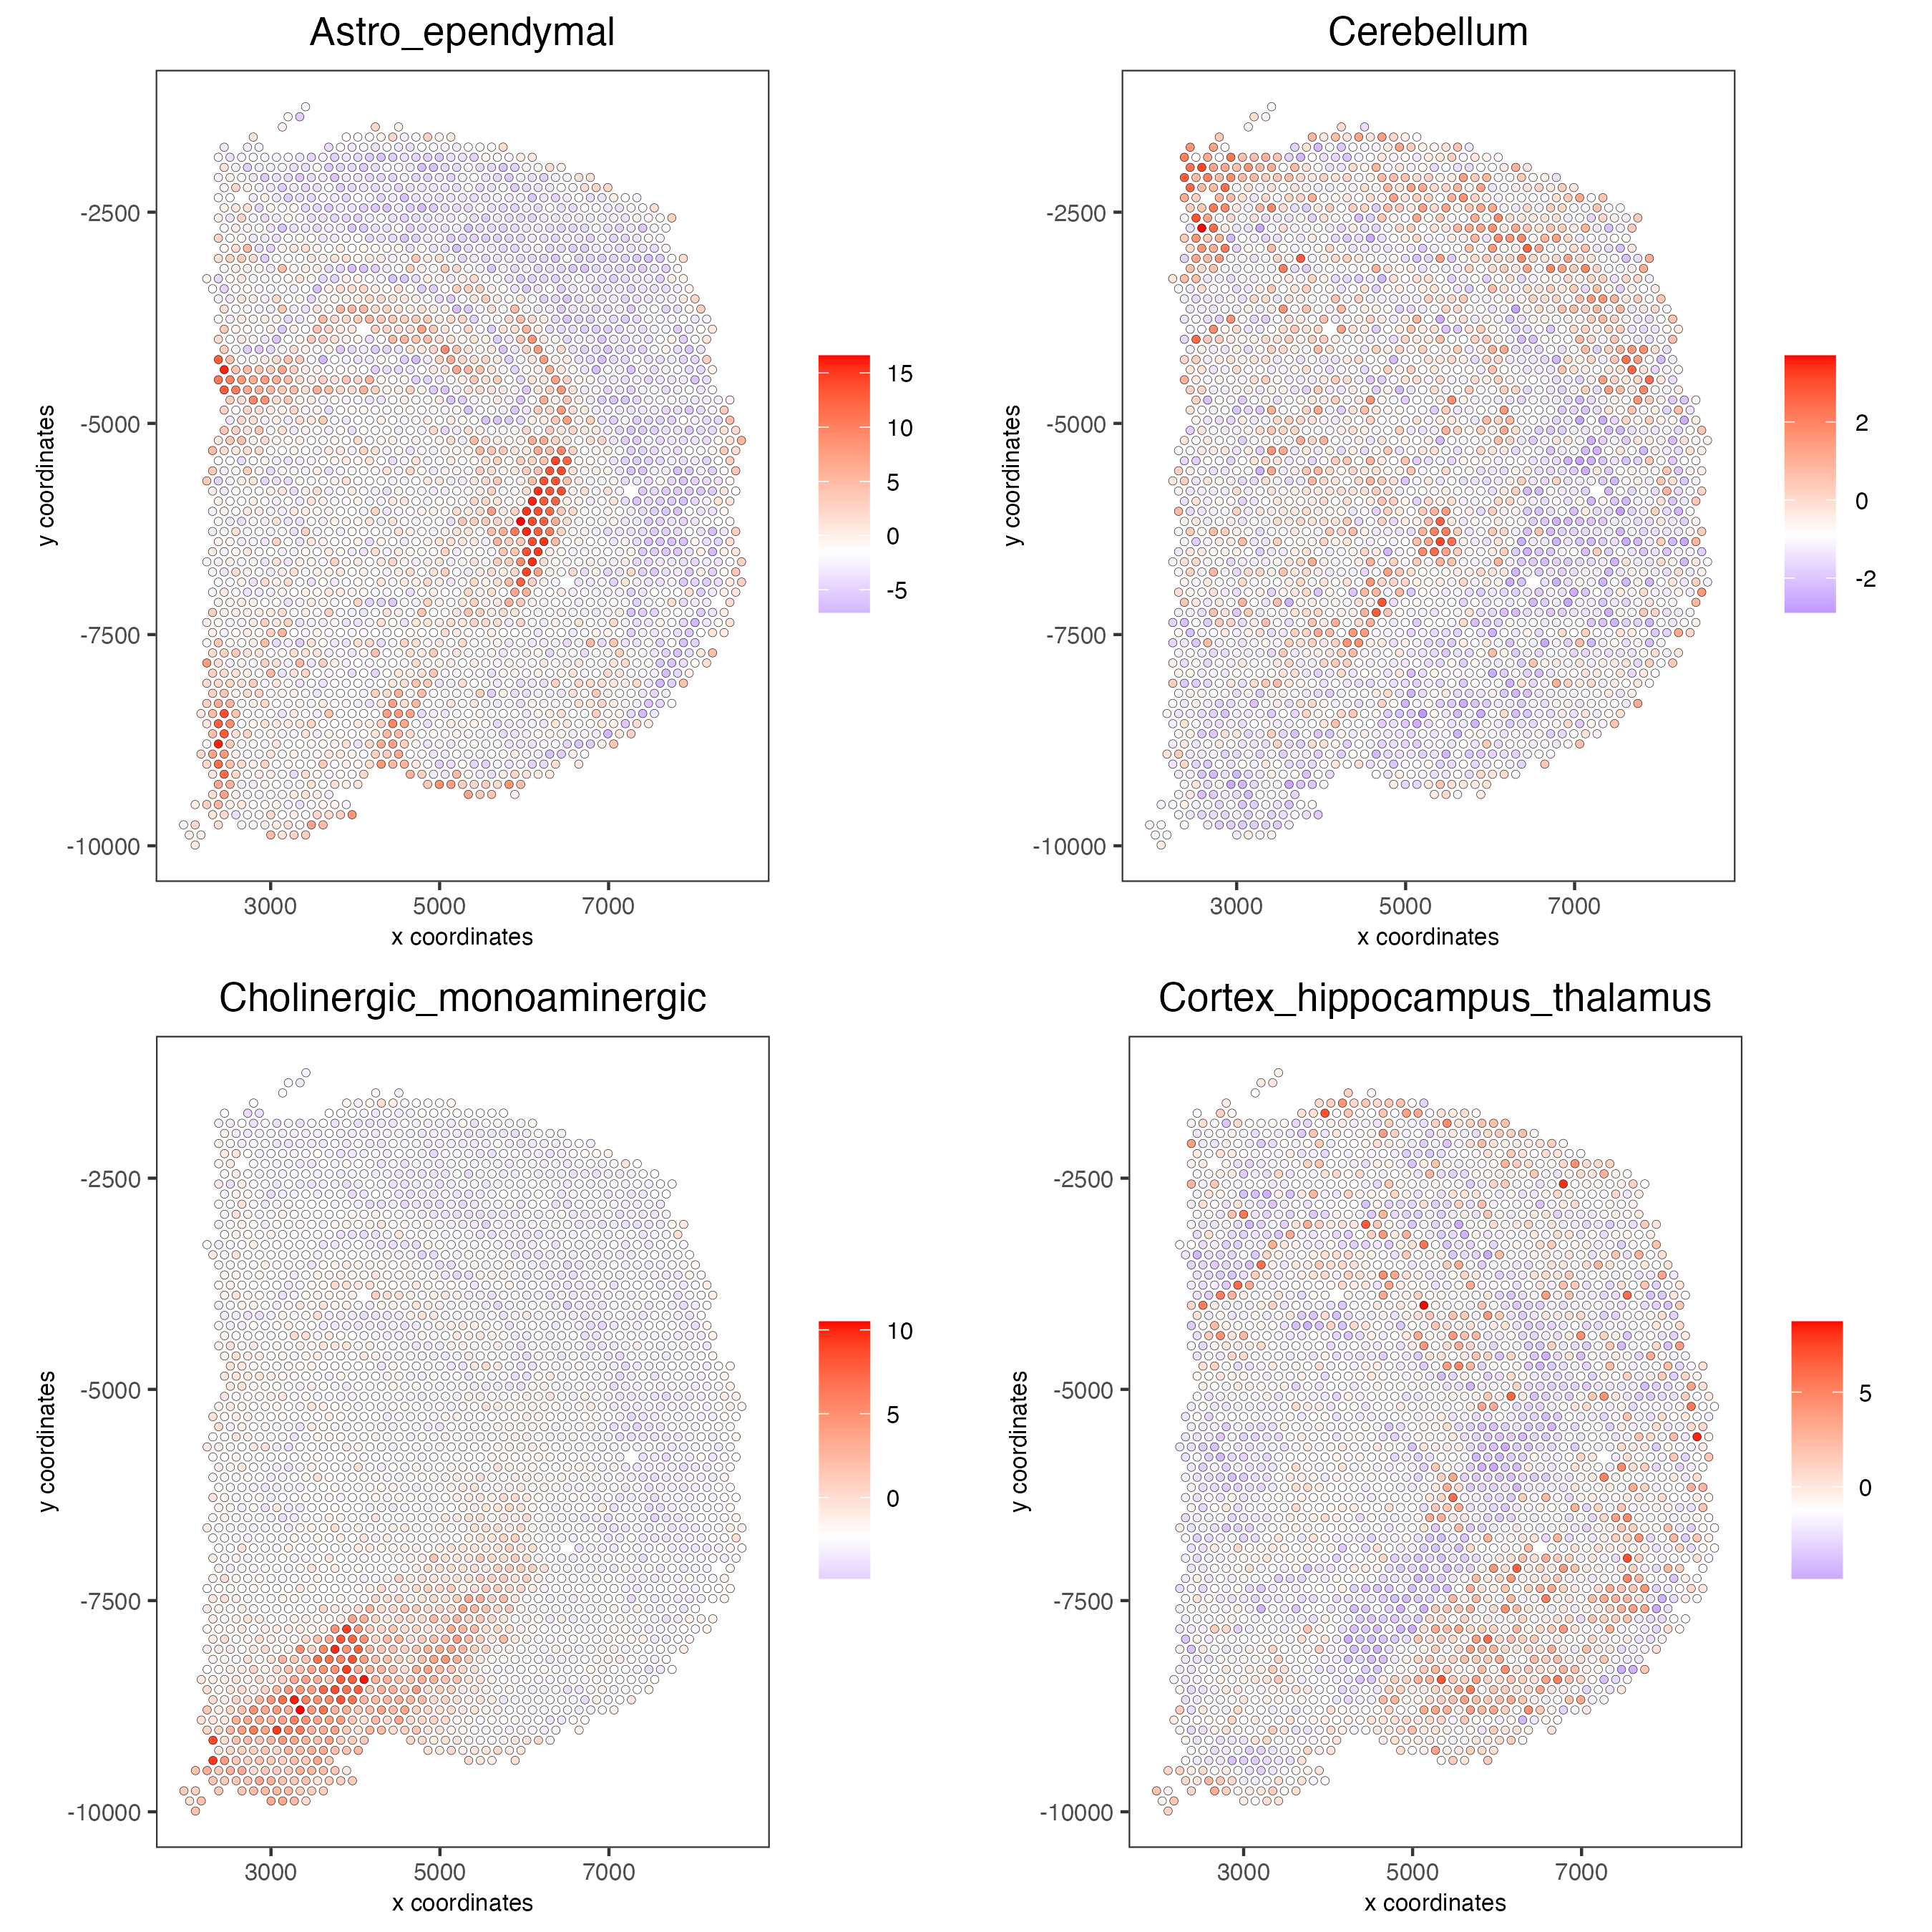 Astro_ependymal
y coordinates
-2500
-5000
-7500
-10000
3000 5000 7000
x coordinates
15
10
5
0
-5
Cerebellum
y coordinates
-2500
-5000
-7500
-10000
3000 5000 7000
x coordinates
2
0
-2
Cholinergic_monoaminergic
y coordinates
-2500
-5000
-7500
-10000
3000 5000 7000
x coordinates
10
5
0
Cortex_hippocampus_thalamus
y coordinates
-2500
-5000
-7500
-10000
3000 5000 7000
x coordinates
5
0